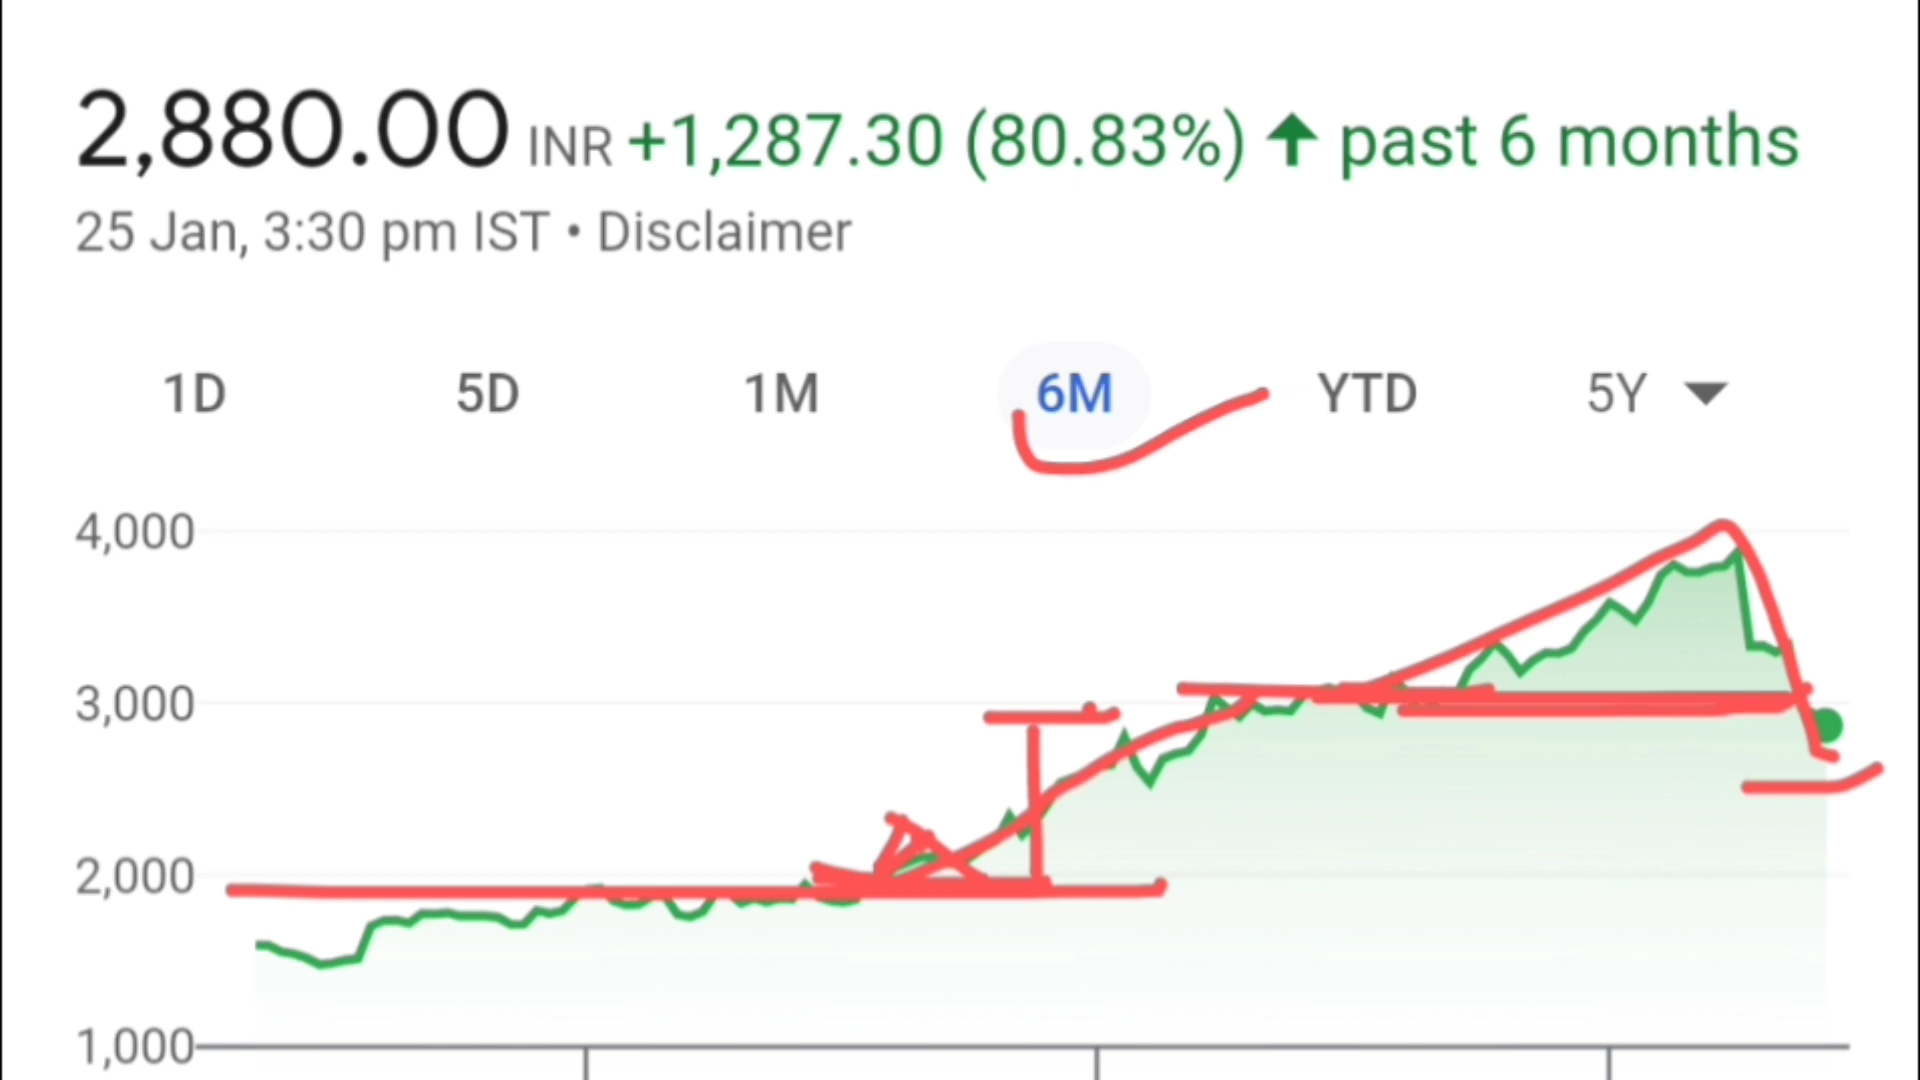 2,880.00 INR +1,287.30 (80.83%) ↑ past 6 months
25 Jan, 3:30 pm IST • Disclaimer
1D 5D 1M 6M YTD 5Y
4,000
3,000
2,000
1,000